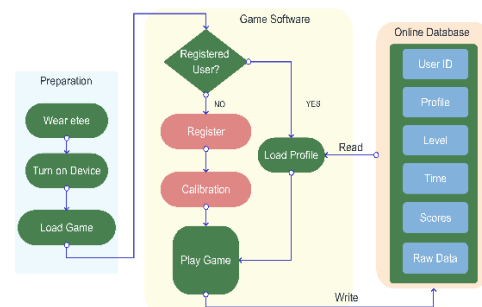 Preparation
Wear etee
Turn on Device
Load Game
Game Software
Registered
User?
NO
YES
Register
Calibration
Load Profile
Play Game
Read
Write
Online Database
User ID
Profile
Level
Time
Scores
Raw Data